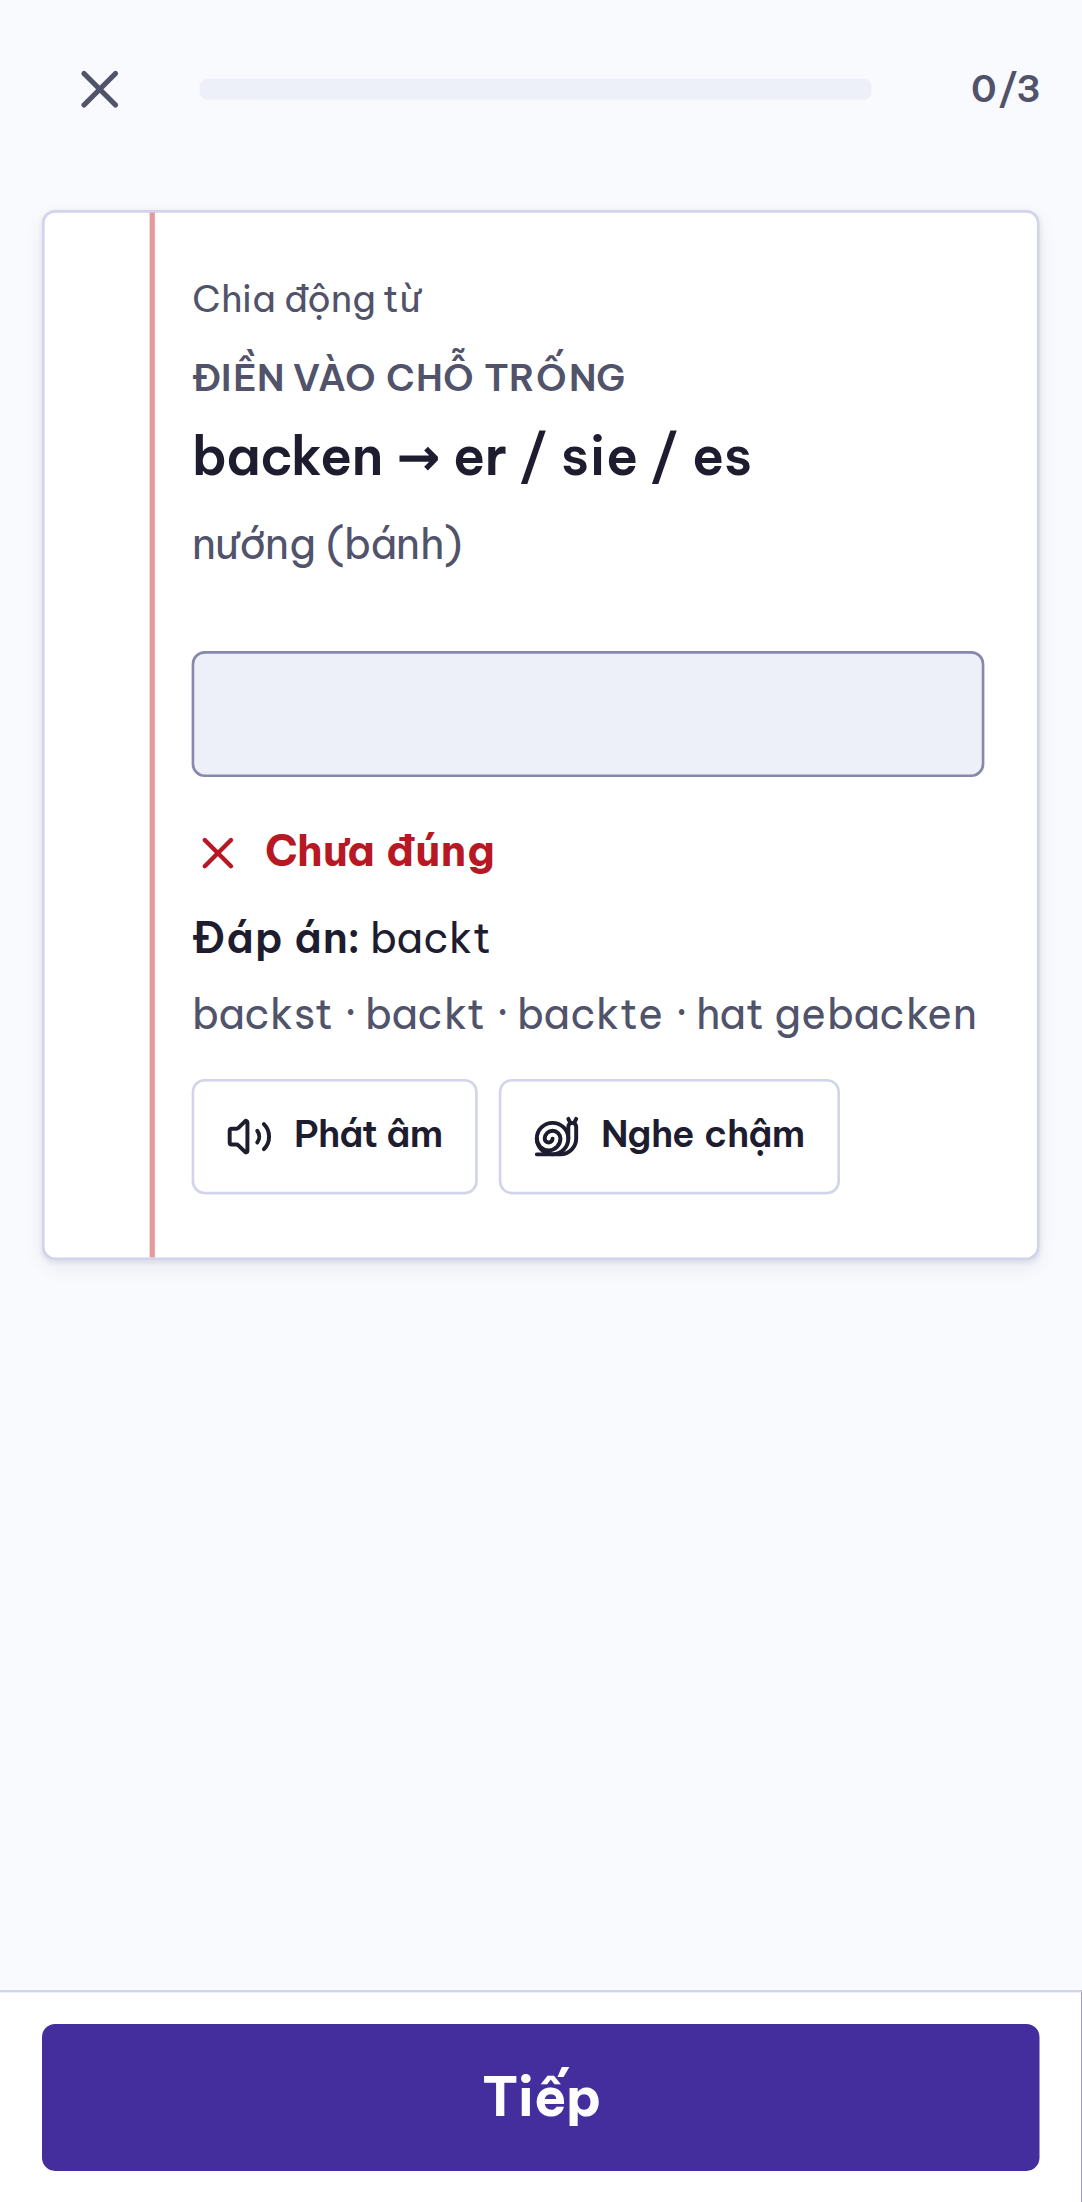 0/3
Chia động từ
ĐIỀN VÀO CHỖ TRỐNG
backen → er / sie / es
nướng (bánh)
Chưa đúng
Đáp án: backt
backst · backt · backte · hat gebacken
Phát âm
Nghe chậm
Tiếp